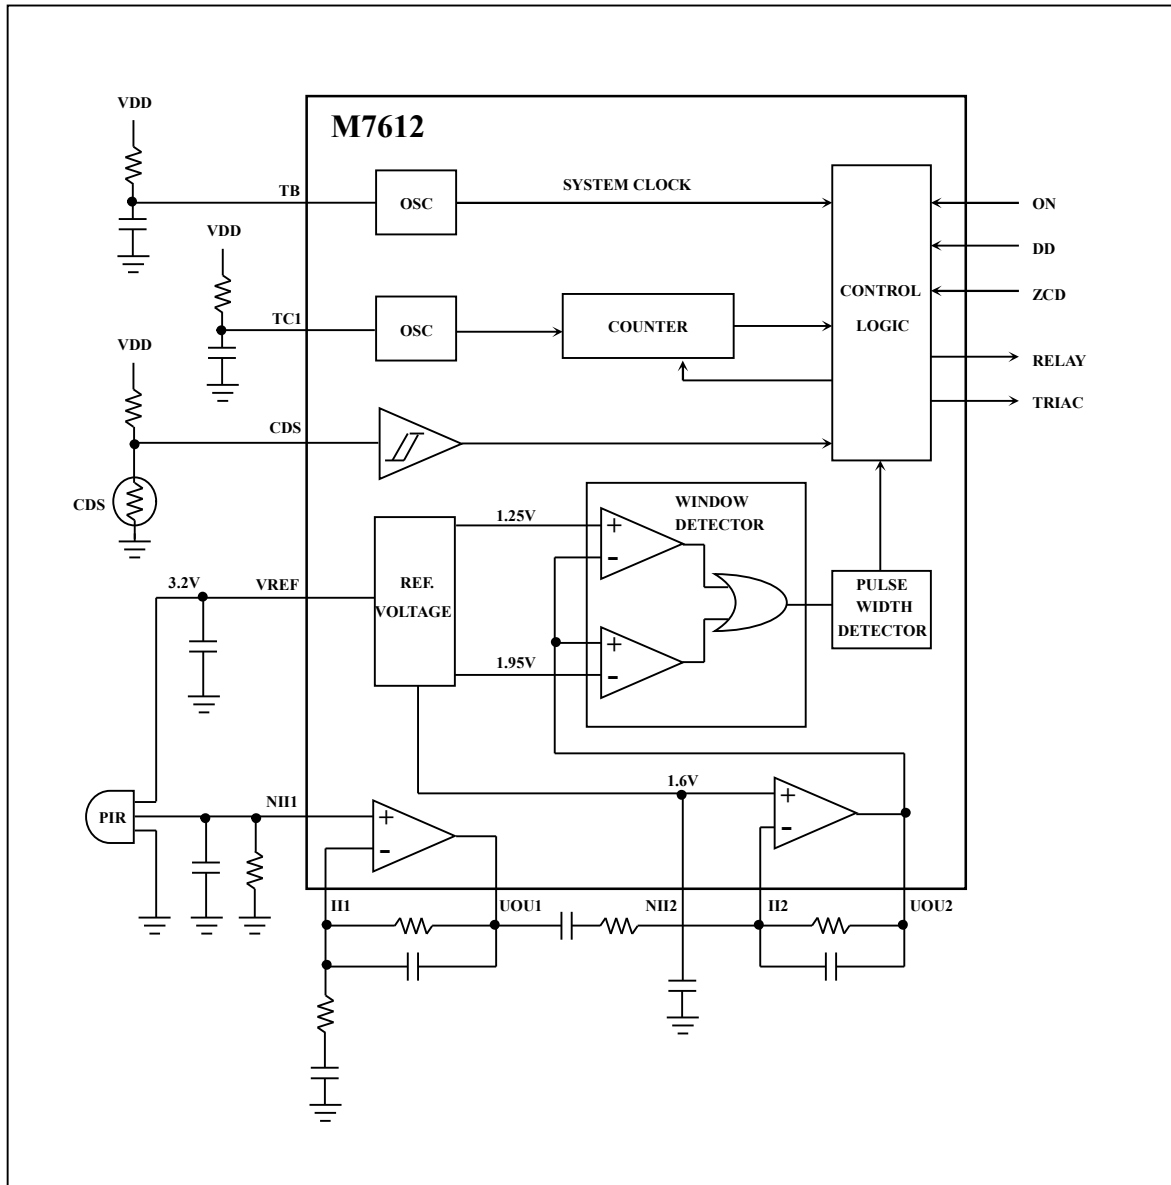 VDD
M7612
TB
OSC
SYSTEM CLOCK
ON
VDD
DD
CONTROL
LOGIC
ZCD
TC1
OSC
COUNTER
VDD
RELAY
TRIAC
CDS
CDS
WINDOW
DETECTOR
1.25V
+
-
3.2V
VREF
REF.
VOLTAGE
PULSE
WIDTH
DETECTOR
1.95V
+
-
1.6V
PIR
NII1
+
-
+
-
II1
UOU1
NII2
II2
UOU2